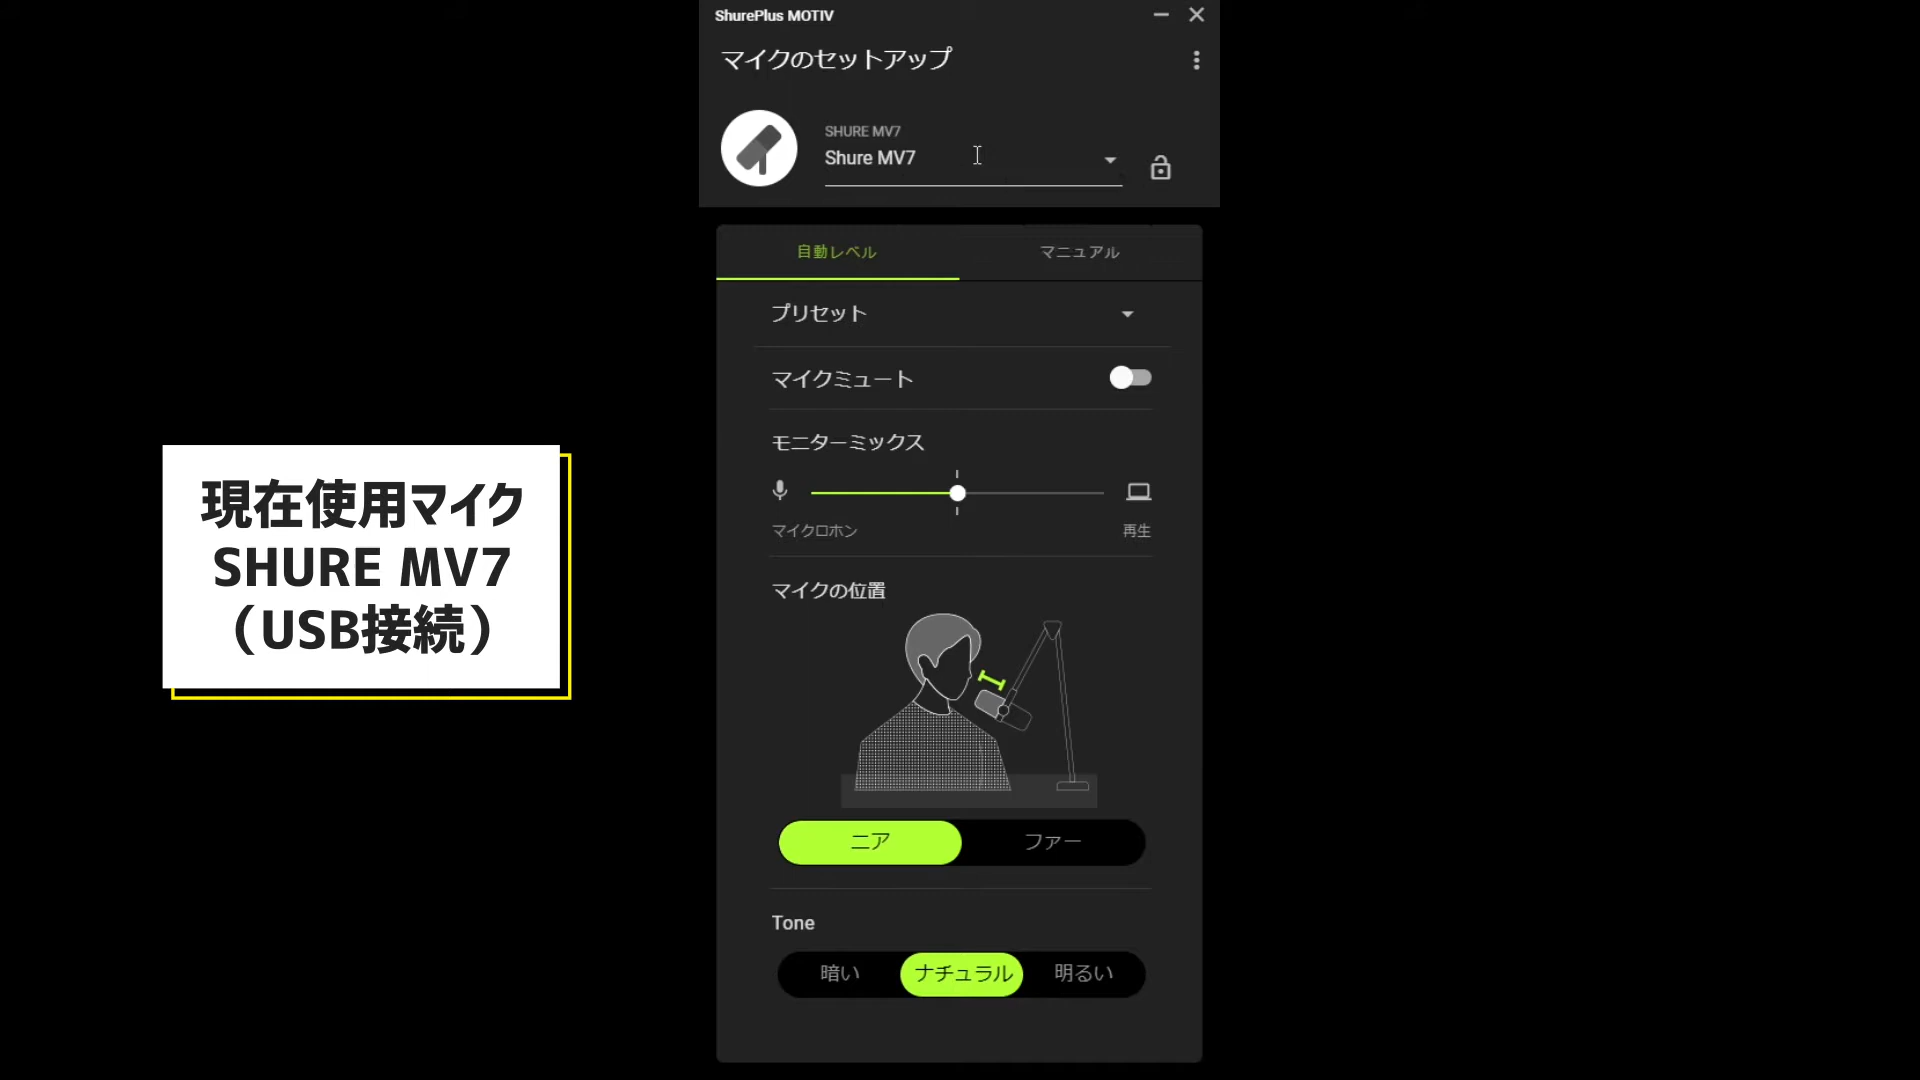 ShurePlus MOTIV
マイクのセットアップ
SHURE MV7
Shure MV7
自動レベル
マニュアル
プリセット
マイクミュート
モニターミックス
マイクロホン
再生
マイクの位置
ニア
ファー
Tone
暗い
ナチュラル
明るい
現在使用マイク
SHURE MV7
（USB接続）